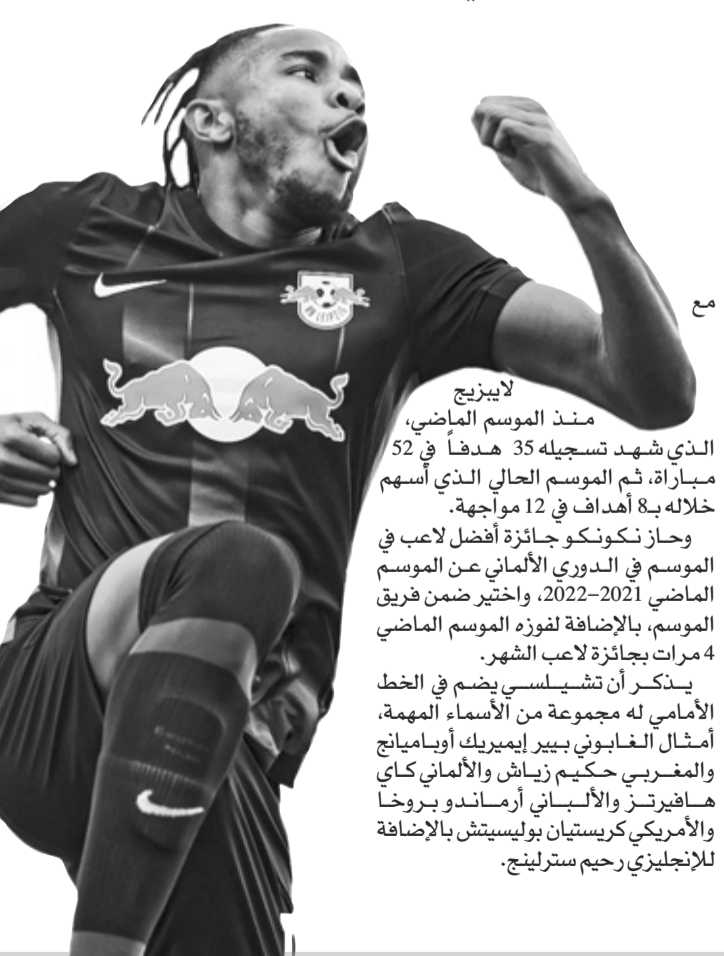 مع
لايبزيج
منذ الموسم الماضي،
الذي شهد تسجيله 35 هدفاً في 52
مباراة، ثم الموسم الحالي الذي أسهم
خلاله بـ8 أهداف في 12 مواجهة.
وحاز نكونكو جائزة أفضل لاعب في
الموسم في الدوري الألماني عن الموسم
الماضي 2021–2022، واختير ضمن فريق
الموسم، بالإضافة لفوزه الموسم الماضي
4 مرات بجائزة لاعب الشهر.
يذكر أن تشيلسي يضم في الخط
الأمامي له مجموعة من الأسماء المهمة،
أمثال الغابوني بيير إيميريك أوباميانج
والمغربي حكيم زياش والألماني كاي
هافيرتز والألباني أرماندو بروخا
والأمريكي كريستيان بوليسيتش بالإضافة
للإنجليزي رحيم سترلينج.
RB LEIPZIG